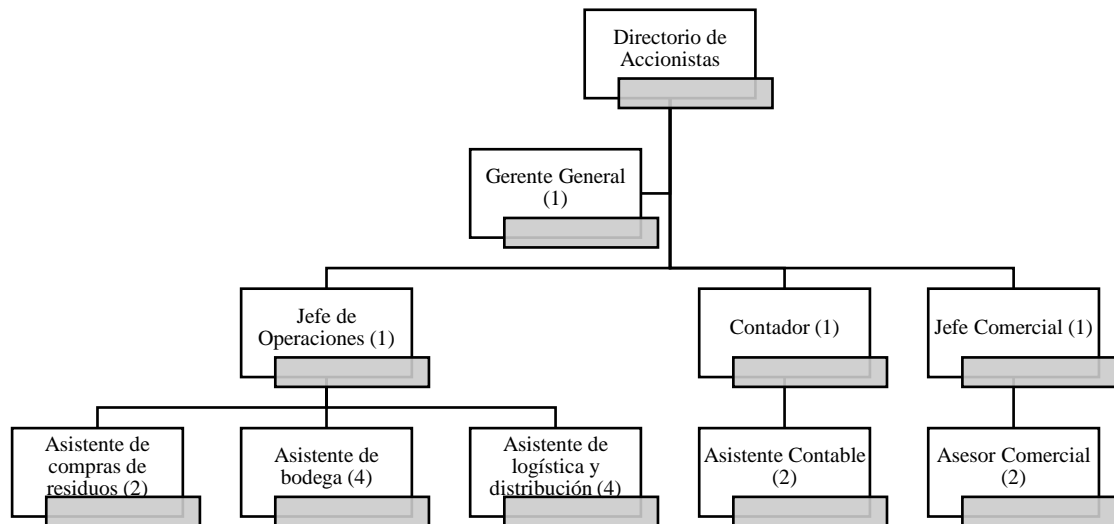 Directorio de
Accionistas
Gerente General
(1)
Jefe de
Operaciones (1)
Contador (1)
Jefe Comercial (1)
Asistente de
compras de
residuos (2)
Asistente de
bodega (4)
Asistente de
logística y
distribución (4)
Asistente Contable
(2)
Asesor Comercial
(2)